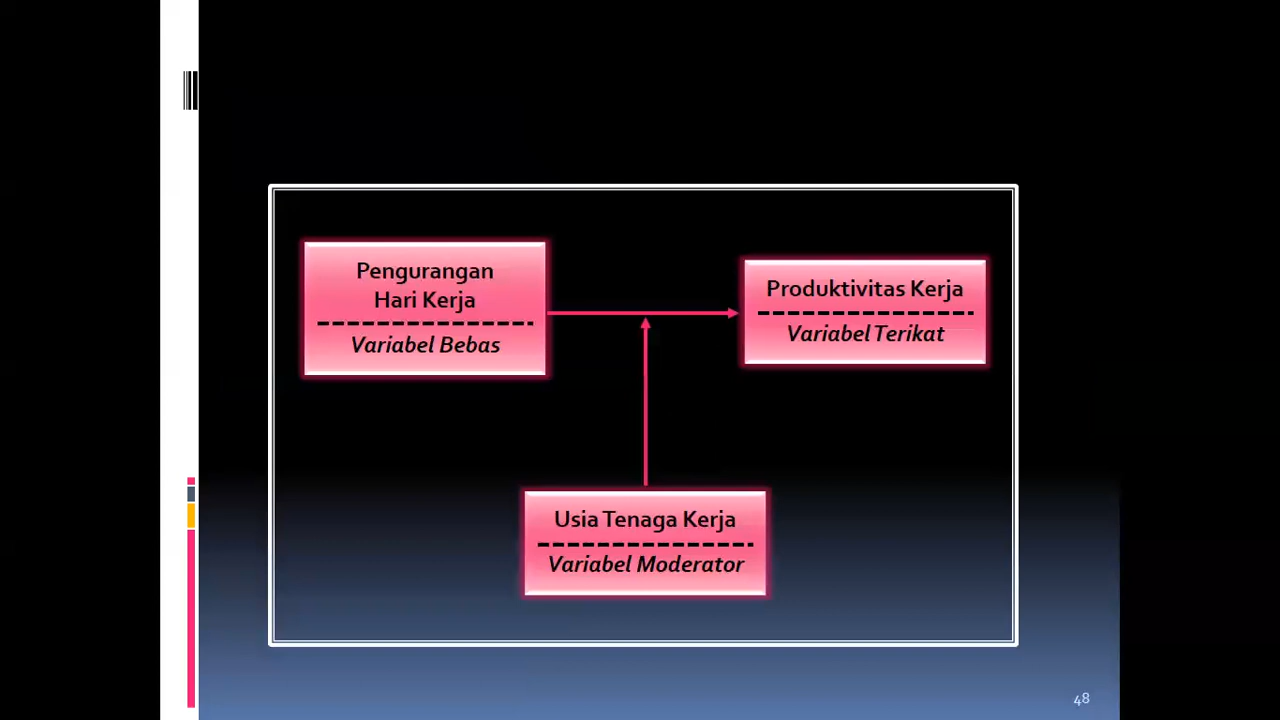 Pengurangan
Hari Kerja
Variabel Bebas
Produktivitas Kerja
Variabel Terikat
Usia Tenaga Kerja
Variabel Moderator
48